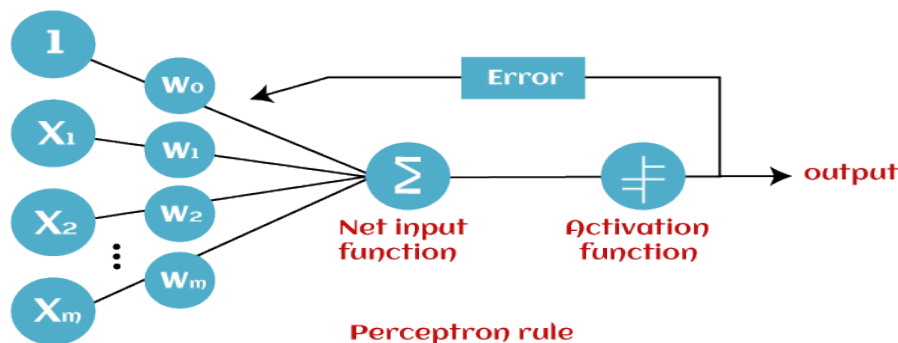 1
X1
X2
Xm
w0
w1
w2
wm
Error
Σ
Net input
function
Activation
function
output
Perceptron rule